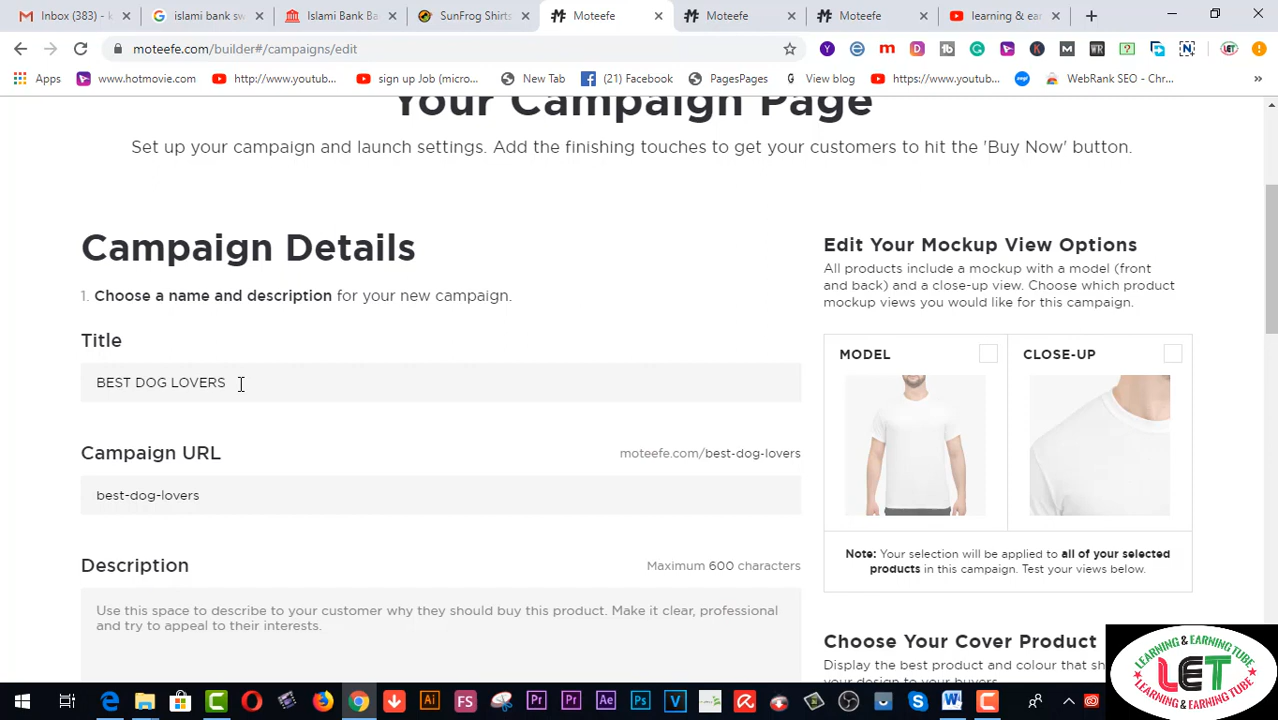 Inbox (383) - k
islami bank sw
Islami Bank Ba
SunFrog Shirts
Moteefe
Moteefe
Moteefe
learning & ear
moteefe.com/builder#/campaigns/edit
Apps
www.hotmovie.com
http://www.youtub...
sign up Job (micro...
New Tab
(21) Facebook
PagesPages
View blog
https://www.youtu...
WebRank SEO - Chr...
Your Campaign Page
Set up your campaign and launch settings. Add the finishing touches to get your customers to hit the 'Buy Now' button.
Campaign Details
1. Choose a name and description for your new campaign.
Title
BEST DOG LOVERS
Campaign URL
moteefe.com/best-dog-lovers
best-dog-lovers
Description
Maximum 600 characters
Use this space to describe to your customer why they should buy this product. Make it clear, professional
and try to appeal to their interests.
Edit Your Mockup View Options
All products include a mockup with a model (front
and back) and a close-up view. Choose which product
mockup views you would like for this campaign.
MODEL
CLOSE-UP
Note: Your selection will be applied to all of your selected
products in this campaign. Test your views below.
Choose Your Cover Product
Display the best product and colour that sh
your design to your buyers.
LEARNING & EARNING TUBE
LET
LEARNING & EARNING TUBE